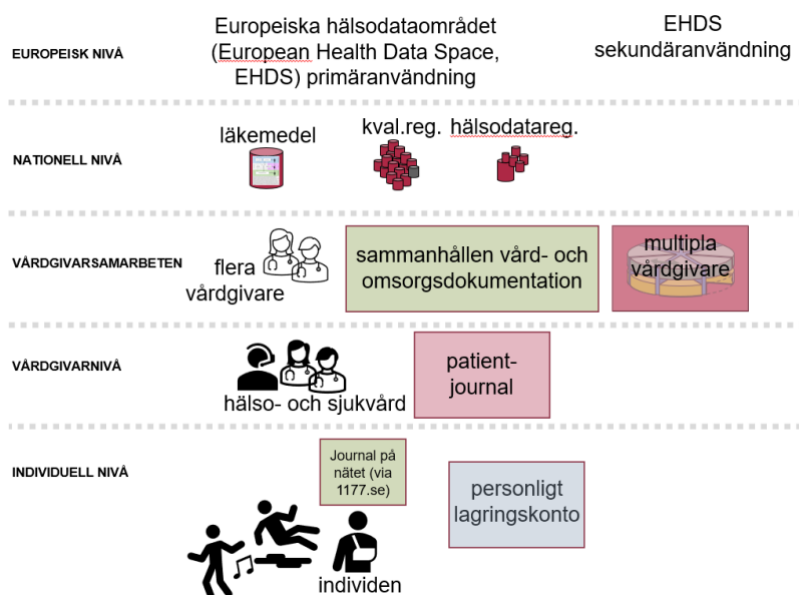 EUROPEISK NIVÅ
Europeiska hälsodataområdet
(European Health Data Space,
EHDS) primäranvändning
EHDS
sekundäranvändning
NATIONELL NIVÅ
läkemedel
kval.reg.
hälsodatareg.
VÅRDGIVARSAMARBETEN
flera
vårdgivare
sammanhållen vård- och
omsorgsdokumentation
multipla
vårdgivare
VÅRDGIVARNIVÅ
hälso- och sjukvård
patient-
journal
INDIVIDUELL NIVÅ
Journal på
nätet (via
1177.se)
personligt
lagringskonto
individen